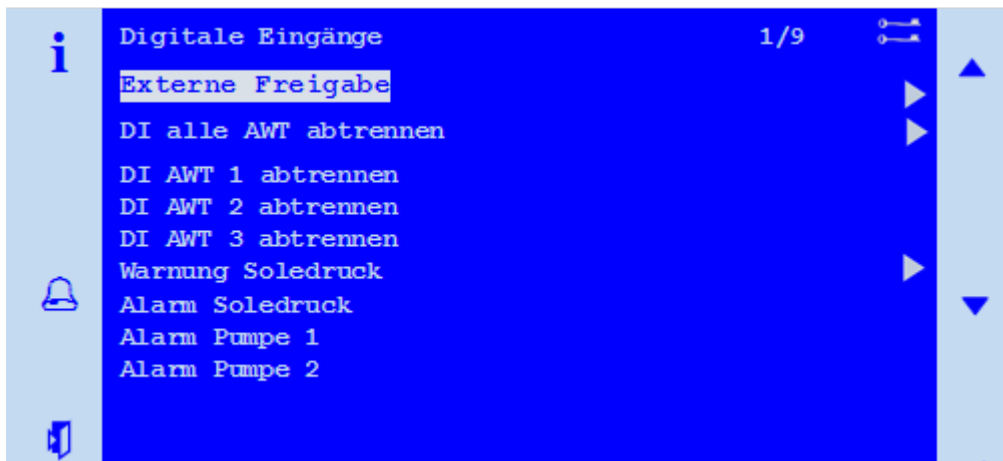 i
Digitale Eingänge 1/9
Externe Freigabe
DI alle AWT abtrennen
DI AWT 1 abtrennen
DI AWT 2 abtrennen
DI AWT 3 abtrennen
Warnung Soledruck
Alarm Soledruck
Alarm Pumpe 1
Alarm Pumpe 2